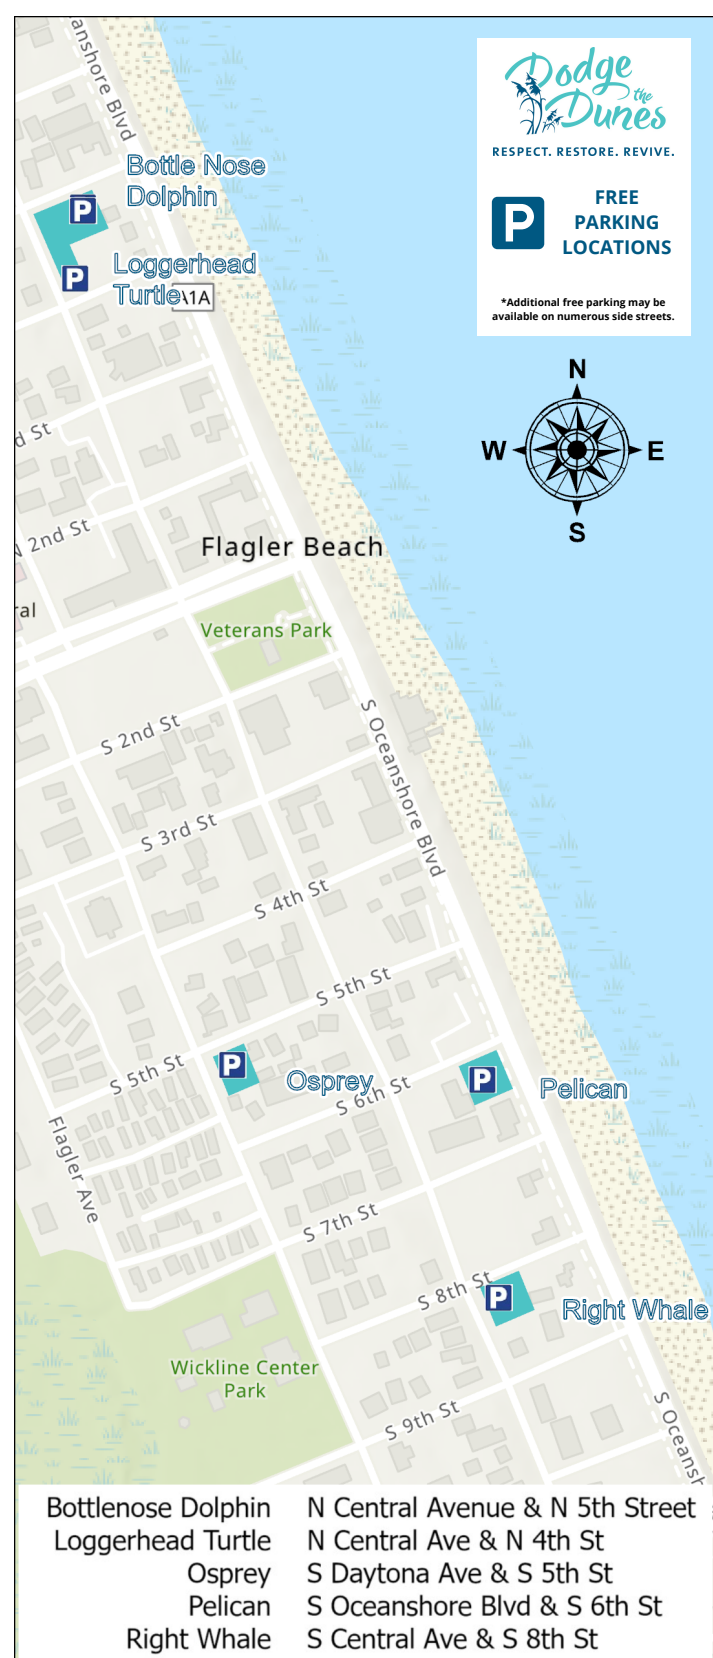 anshore Blvd
Dodge
the
Dunes
RESPECT. RESTORE. REVIVE.
P
FREE
PARKING
LOCATIONS
*Additional free parking may be
available on numerous side streets.
Bottle Nose
Dolphin
P
Loggerhead
Turtle
P
A1A
N
W
E
S
d St
N 2nd St
Flagler Beach
ral
Veterans Park
S 2nd St
S Oceanshore Blvd
S 3rd St
S 4th St
S 5th St
S 5th St
P
Osprey
S 6th St
P
Pelican
Flagler Ave
S 7th St
S 8th St
P
Right Whale
Wickline Center
Park
S 9th St
S Oceansh
Bottlenose Dolphin N Central Avenue & N 5th Street
Loggerhead Turtle N Central Ave & N 4th St
Osprey S Daytona Ave & S 5th St
Pelican S Oceanshore Blvd & S 6th St
Right Whale S Central Ave & S 8th St